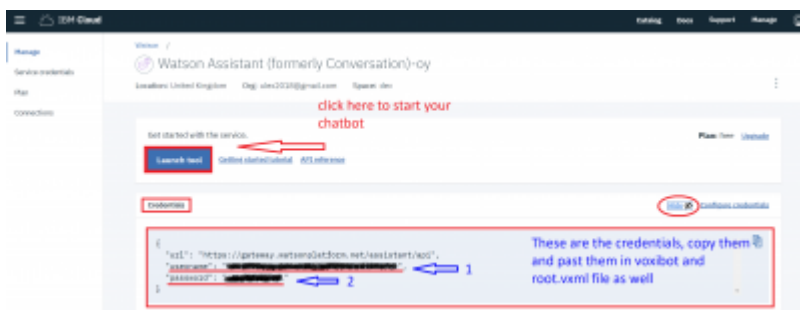 IBM Cloud
Catalog Docs Support Manage
Manage
Service credentials
Plan
Connections
Watson /
Watson Assistant (formerly Conversation)-oy
Location: United Kingdom Org: Space: dev
click here to start your
chatbot
Get started with the service.
Plan: free Upgrade
Launch tool Getting started tutorial API reference
Credentials
Hide Configure credentials
{
"url": "https://gateway.watsonplatform.net/assistant/api",
"username": "
"password": "
}
1
2
These are the credentials, copy them
and past them in voxibot and
root.vxml file as well